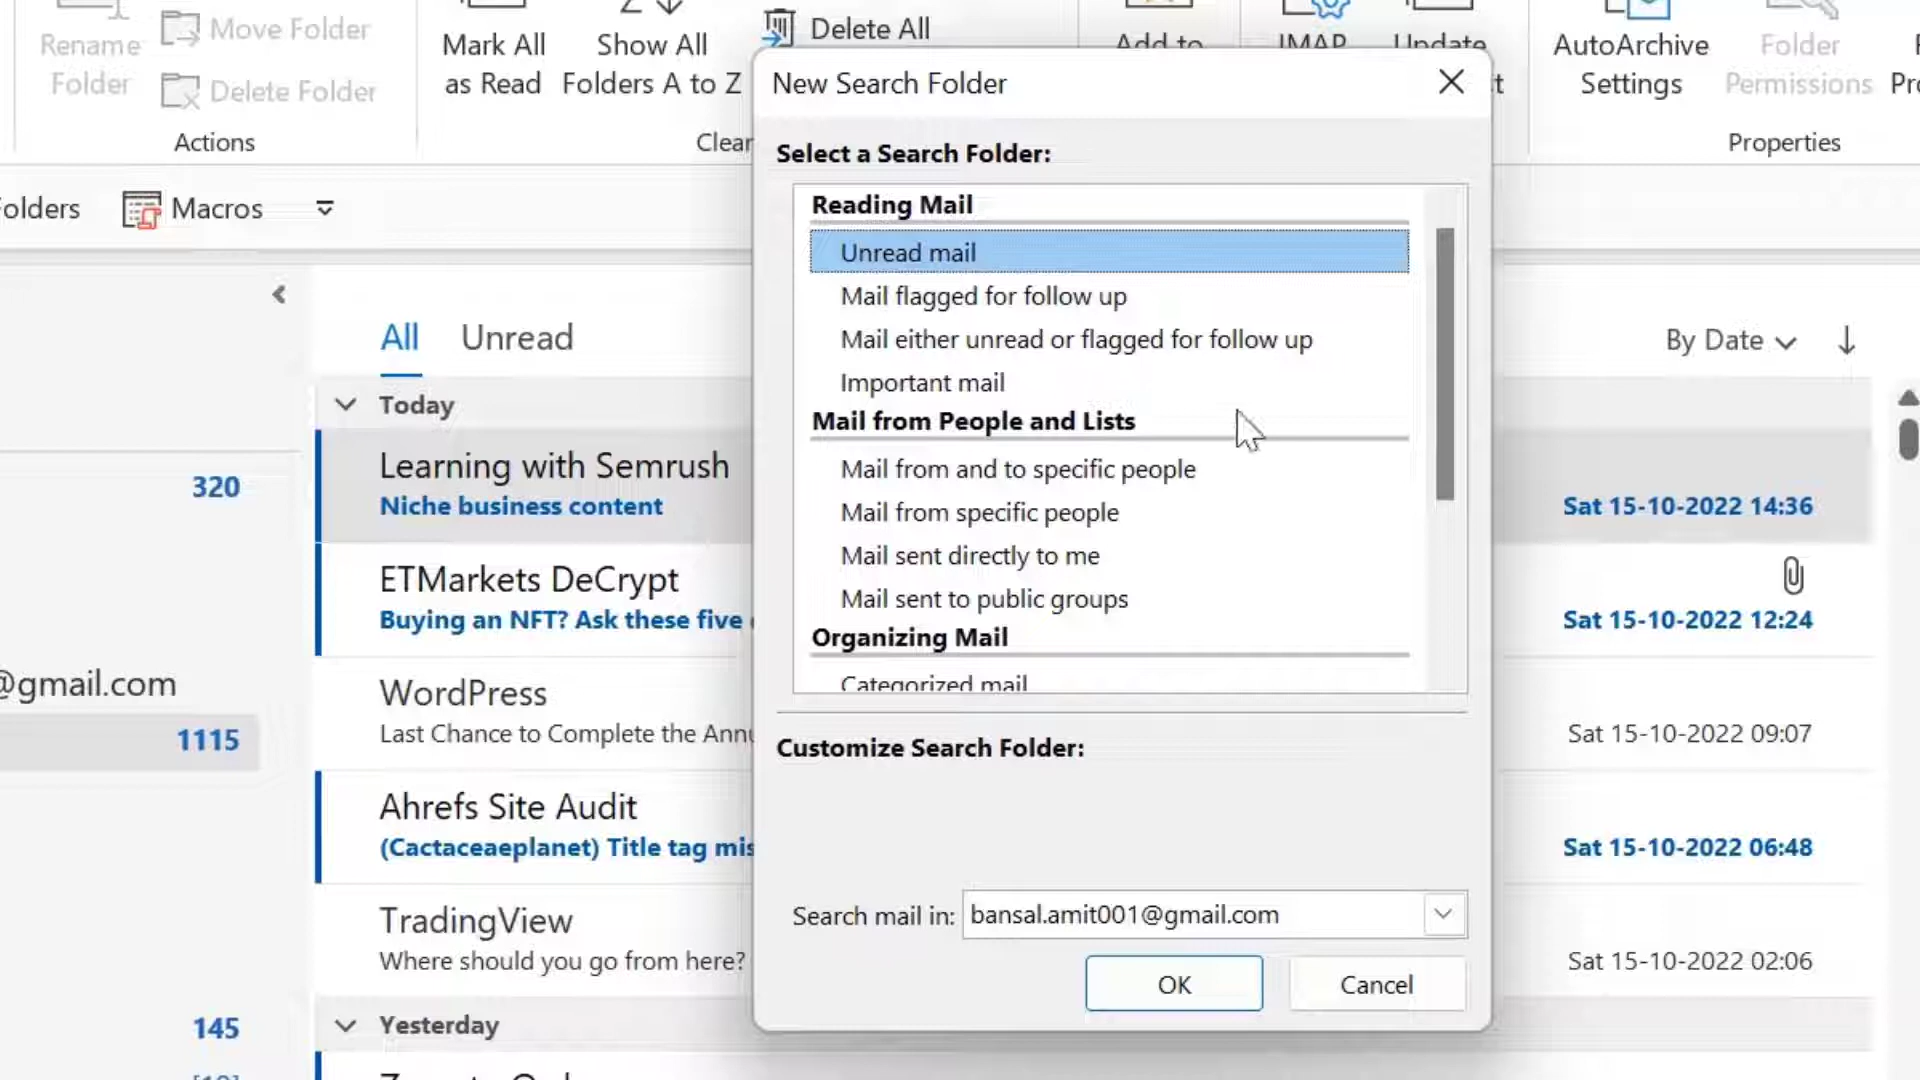 Rename
Folder
Move Folder
Delete Folder
Actions
Mark All
as Read
Show All
Folders A to Z
Delete All
Clear
Add to
IMAP
Update
AutoArchive
Settings
Folder
Permissions
Properties
Folders
Macros
New Search Folder
Select a Search Folder:
Reading Mail
Unread mail
Mail flagged for follow up
Mail either unread or flagged for follow up
Important mail
Mail from People and Lists
Mail from and to specific people
Mail from specific people
Mail sent directly to me
Mail sent to public groups
Organizing Mail
Categorized mail
Customize Search Folder:
Search mail in: bansal.amit001@gmail.com
OK
Cancel
320
@gmail.com
1115
145
All
Unread
By Date
Today
Learning with Semrush
Niche business content
Sat 15-10-2022 14:36
ETMarkets DeCrypt
Buying an NFT? Ask these five
Sat 15-10-2022 12:24
WordPress
Last Chance to Complete the Annu
Sat 15-10-2022 09:07
Ahrefs Site Audit
(Cactaceaeplanet) Title tag mis
Sat 15-10-2022 06:48
TradingView
Where should you go from here?
Sat 15-10-2022 02:06
Yesterday